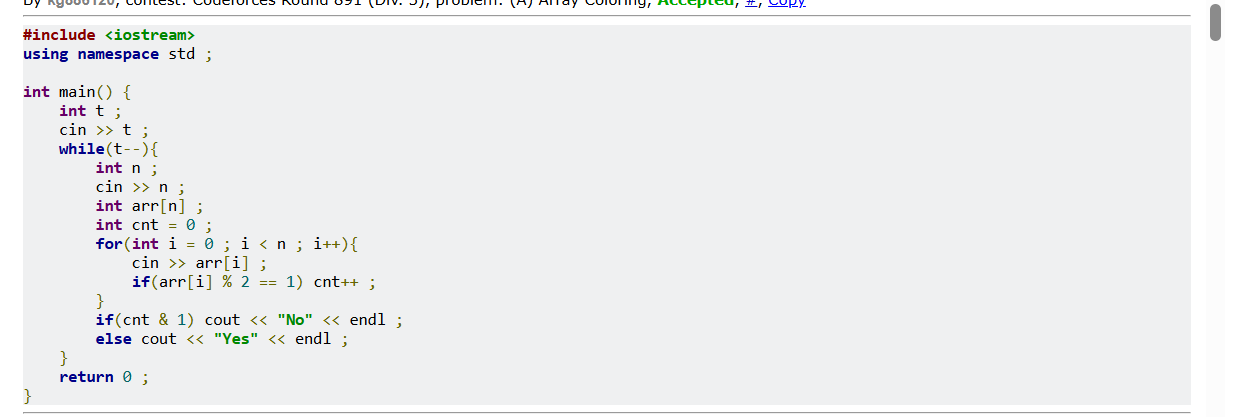 By kg886120, contest: Codeforces Round 891 (Div. 3), problem: (A) Array Coloring, Accepted, #, Copy
#include <iostream>
using namespace std ;
int main() {
int t ;
cin >> t ;
while(t--){
int n ;
cin >> n ;
int arr[n] ;
int cnt = 0 ;
for(int i = 0 ; i < n ; i++){
cin >> arr[i] ;
if(arr[i] % 2 == 1) cnt++ ;
}
if(cnt & 1) cout << "No" << endl ;
else cout << "Yes" << endl ;
}
return 0 ;
}